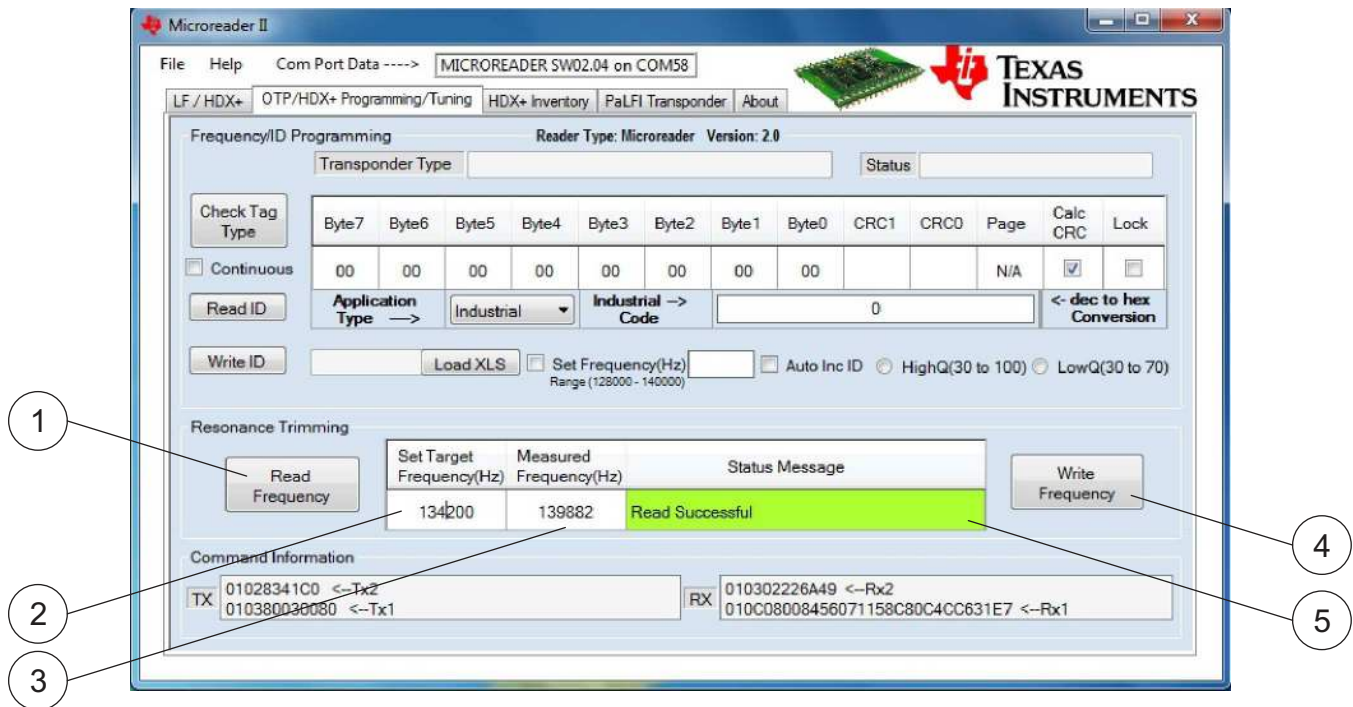 Microreader II
File Help Com Port Data ----> MICROREADER SW02.04 on COM58
TEXAS
INSTRUMENTS
LF / HDX+ OTP/HDX+ Programming/Tuning HDX+ Inventory PaLFI Transponder About
Frequency/ID Programming Reader Type: Microreader Version: 2.0
Transponder Type Status
Check Tag
Type
Byte7 Byte6 Byte5 Byte4 Byte3 Byte2 Byte1 Byte0 CRC1 CRC0 Page Calc
CRC Lock
Continuous 00 00 00 00 00 00 00 00 N/A
Read ID Application
Type --> Industrial Industrial -->
Code 0 <- dec to hex
Conversion
Write ID Load XLS Set Frequency(Hz) Auto Inc ID HighQ(30 to 100) LowQ(30 to 70)
Range (128000 - 140000)
1
Resonance Trimming
Read
Frequency
Set Target
Frequency(Hz)
Measured
Frequency(Hz)
Status Message
Write
Frequency
134200 139882 Read Successful
4
Command Information
TX 01028341C0 <--Tx2
010380030080 <--Tx1
RX 010302226A49 <--Rx2
010C08008456071158C80C4CC631E7 <--Rx1
2
5
3